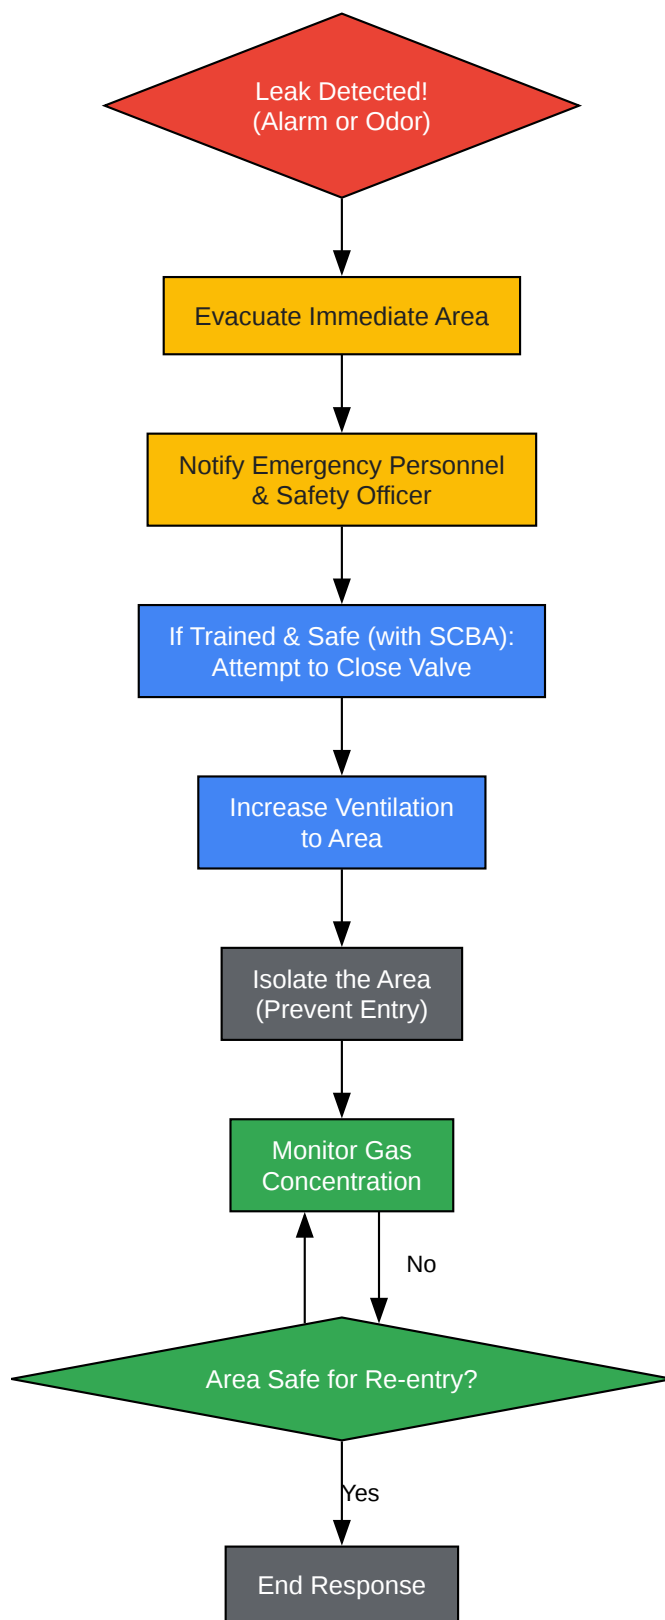 Leak Detected!
(Alarm or Odor)
Evacuate Immediate Area
Notify Emergency Personnel
& Safety Officer
If Trained & Safe (with SCBA):
Attempt to Close Valve
Increase Ventilation
to Area
Isolate the Area
(Prevent Entry)
Monitor Gas
Concentration
No
Area Safe for Re-entry?
Yes
End Response